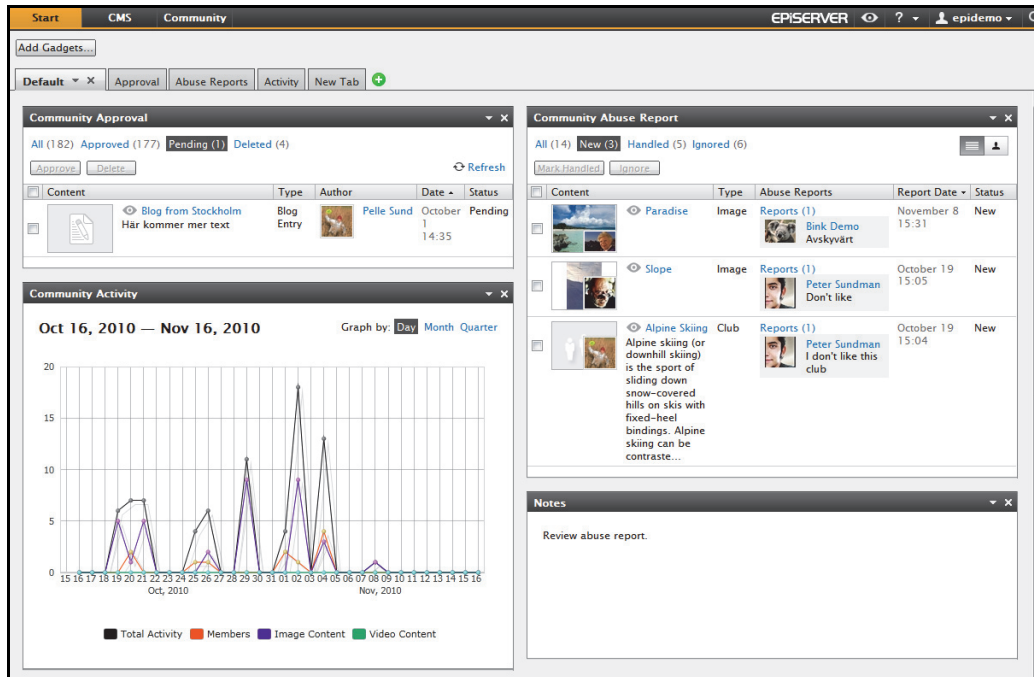 Start CMS Community EPiSERVER ? epidemo
Add Gadgets...
Default Approval Abuse Reports Activity New Tab
Community Approval
All (182) Approved (177) Pending (1) Deleted (4)
Approve Delete... Refresh
Content Type Author Date Status
Blog from Stockholm Blog Pelle Sund October Pending
Här kommer mer text Entry 1
14:35
Community Activity
Oct 16, 2010 — Nov 16, 2010 Graph by: Day Month Quarter
20
15
10
5
0
15 16 17 18 19 20 21 22 23 24 25 26 27 28 29 30 31 01 02 03 04 05 06 07 08 09 10 11 12 13 14 15 16
Oct, 2010 Nov, 2010
Total Activity Members Image Content Video Content
Community Abuse Report
All (14) New (3) Handled (5) Ignored (6)
Mark Handled Ignore
Content Type Abuse Reports Report Date Status
Paradise Image Reports (1) November 8 New
Bink Demo 15:31
Avskyvärt
Slope Image Reports (1) October 19 New
Peter Sundman 15:05
Don't like
Alpine Skiing Club Reports (1) October 19 New
Alpine skiing (or Peter Sundman 15:04
downhill skiing) I don't like this
is the sport of club
sliding down
snow-covered
hills on skis with
fixed-heel
bindings. Alpine
skiing can be
contraste...
Notes
Review abuse report.